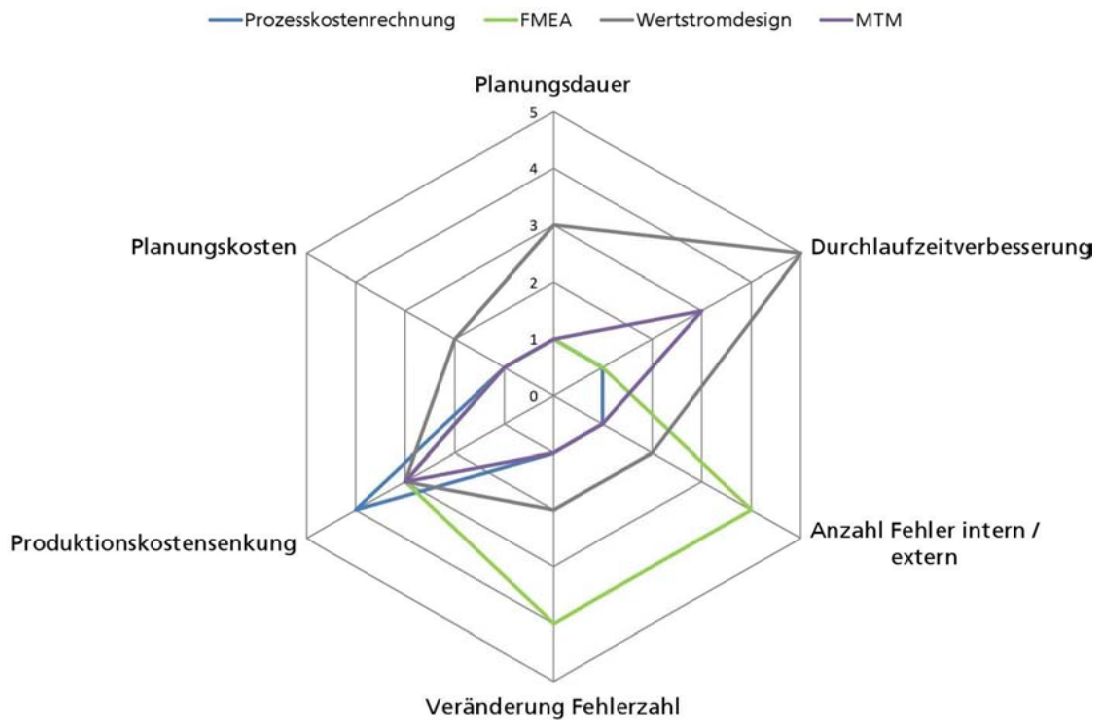 Prozesskostenrechnung FMEA Wertstromdesign MTM
Planungsdauer
5
4
3
2
1
0
Planungskosten
Durchlaufzeitverbesserung
Produktionskostensenkung
Anzahl Fehler intern /
extern
Veränderung Fehlerzahl